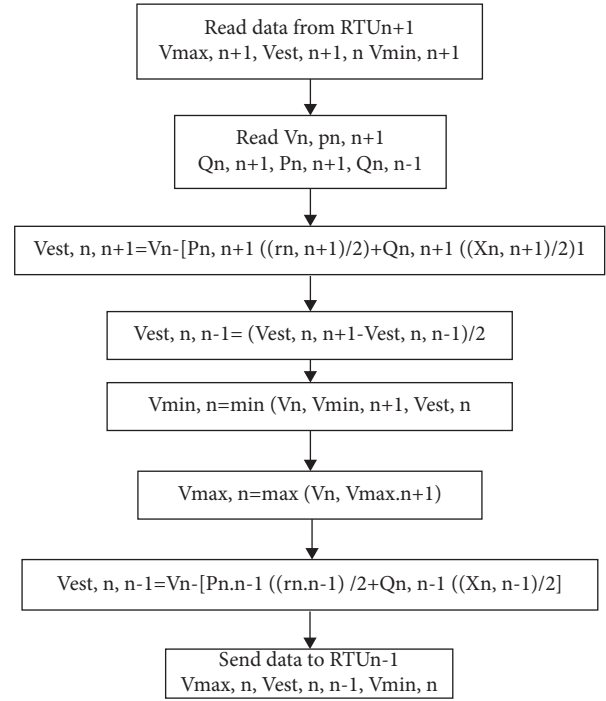 Read data from RTUn+1
Vmax, n+1, Vest, n+1, n Vmin, n+1
Read Vn, pn, n+1
Qn, n+1, Pn, n+1, Qn, n-1
Vest, n, n+1=Vn-[Pn, n+1 ((rn, n+1)/2)+Qn, n+1 ((Xn, n+1)/2)1
Vest, n, n-1= (Vest, n, n+1-Vest, n, n-1)/2
Vmin, n=min (Vn, Vmin, n+1, Vest, n
Vmax, n=max (Vn, Vmax.n+1)
Vest, n, n-1=Vn-[Pn.n-1 ((rn.n-1) /2+Qn, n-1 ((Xn, n-1)/2]
Send data to RTUn-1
Vmax, n, Vest, n, n-1, Vmin, n